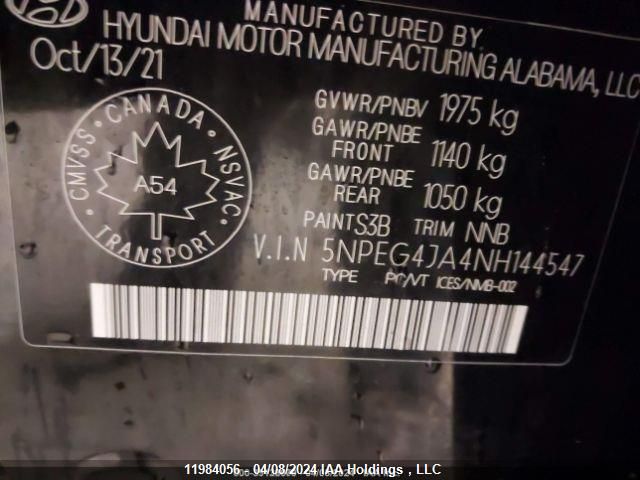 MANUFACTURED BY
HYUNDAI MOTOR MANUFACTURING ALABAMA, LLC
Oct/13/21
GVWR/PNBV 1975 kg
GAWR/PNBE FRONT 1140 kg
GAWR/PNBE REAR 1050 kg
PAINT S3B TRIM NNB
V.I.N 5NPEG4JA4NH144547
TYPE PC/VT ICES/NMB-002
CANADA
CMVSS NSVAC
A54
TRANSPORT
11984056 - 04/08/2024 IAA Holdings , LLC